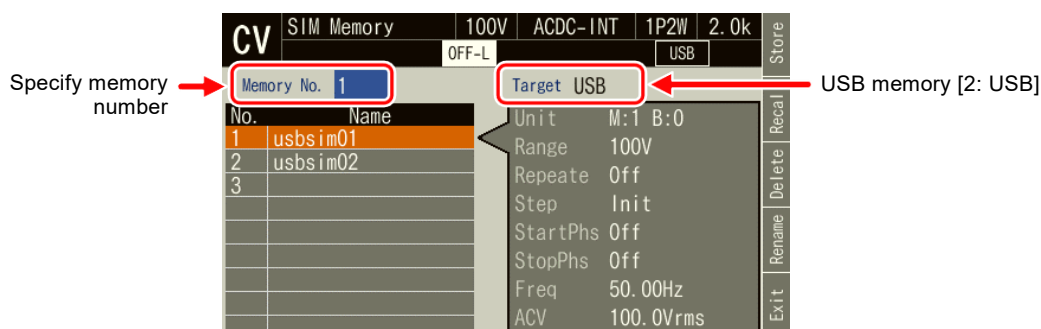 CV SIM Memory 100V ACDC-INT 1P2W 2.0k
OFF-L USB
Specify memory
number
Memory No. 1
Target USB
USB memory [2: USB]
No. Name
1 usbsim01
2 usbsim02
3
Unit M:1 B:0
Range 100V
Repeate Off
Step Init
StartPhs Off
StopPhs Off
Freq 50.00Hz
ACV 100.0Vrms
Store
Recal
Delete
Rename
Exit